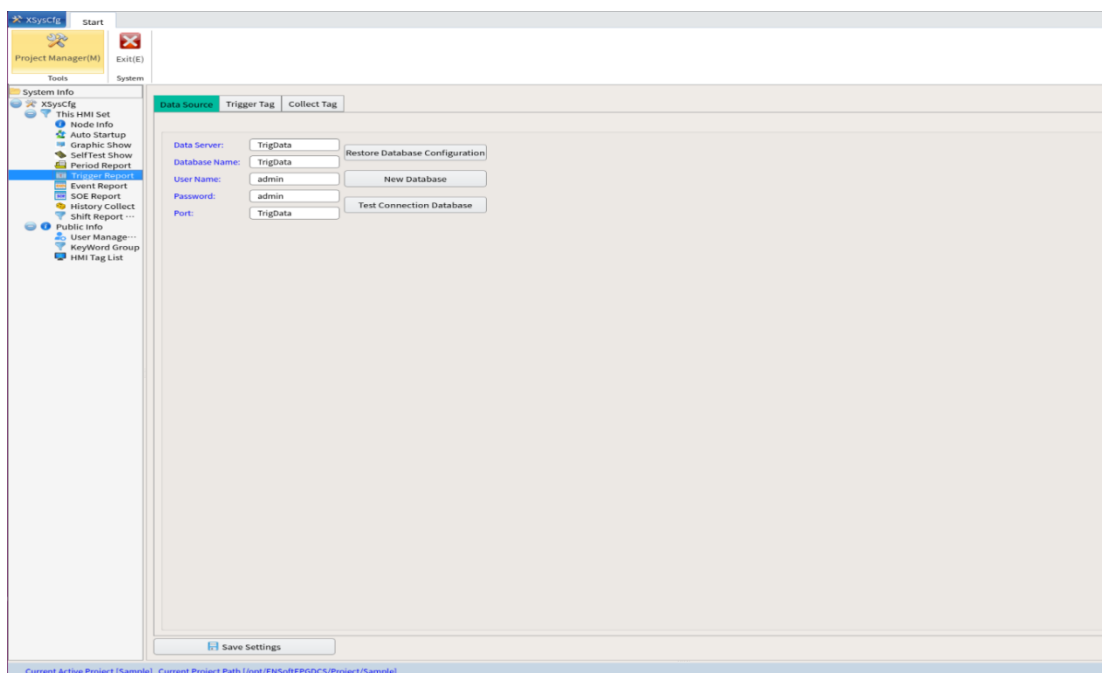 XSysCfg Start
Project Manager(M) Exit(E)
Tools System
System Info
XSysCfg
This HMI Set
Node Info
Auto Startup
Graphic Show
SelfTest Show
Period Report
Trigger Report
Event Report
SOE Report
History Collect
Shift Report ···
Public Info
User Manage···
KeyWord Group
HMI Tag List
Data Source Trigger Tag Collect Tag
Data Server: TrigData
Restore Database Configuration
Database Name: TrigData
User Name: admin New Database
Password: admin
Test Connection Database
Port: TrigData
Save Settings
Current Active Project [Sample] Current Project Path [/opt/ENSoftEPGDCS/Project/Sample]